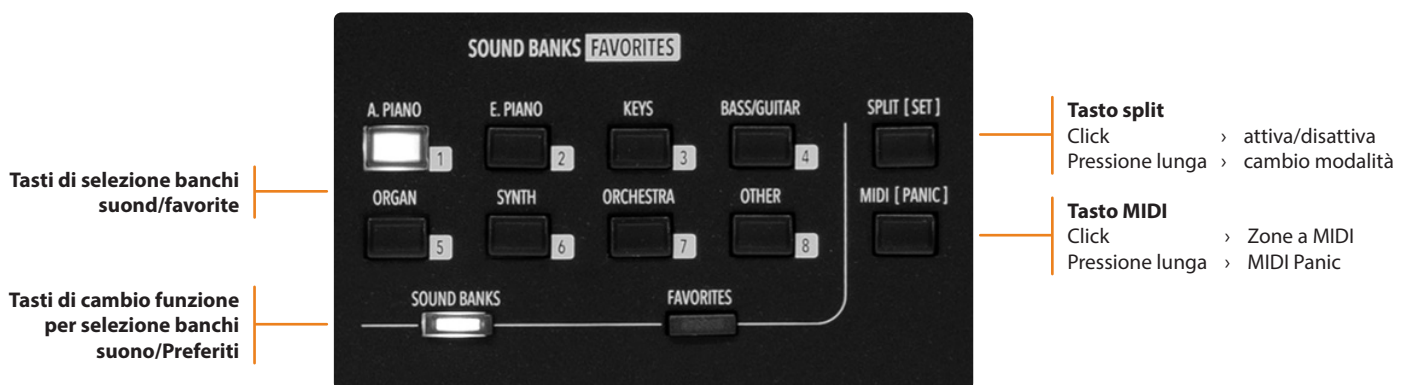 SOUND BANKS FAVORITES
A. PIANO E. PIANO KEYS BASS/GUITAR SPLIT [ SET ]
1 2 3 4
ORGAN SYNTH ORCHESTRA OTHER MIDI [ PANIC ]
5 6 7 8
SOUND BANKS FAVORITES
Tasti di selezione banchi
suond/favorite
Tasti di cambio funzione
per selezione banchi
suono/Preferiti
Tasto split
Click › attiva/disattiva
Pressione lunga › cambio modalità
Tasto MIDI
Click › Zone a MIDI
Pressione lunga › MIDI Panic